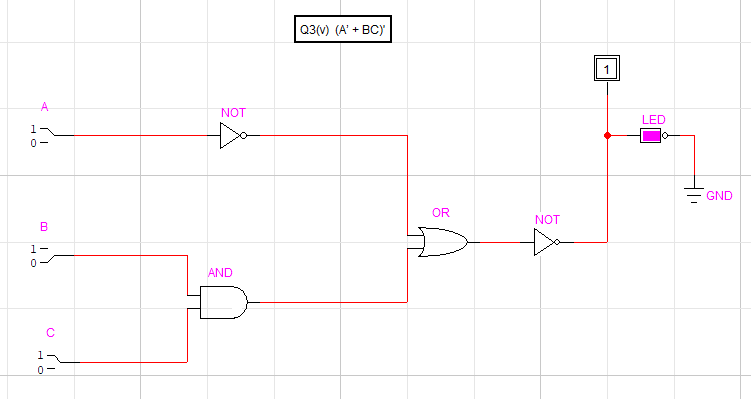 Q3(v) (A' + BC)'
1
A
NOT
LED
1
0
GND
OR
B
NOT
1
0
AND
C
1
0